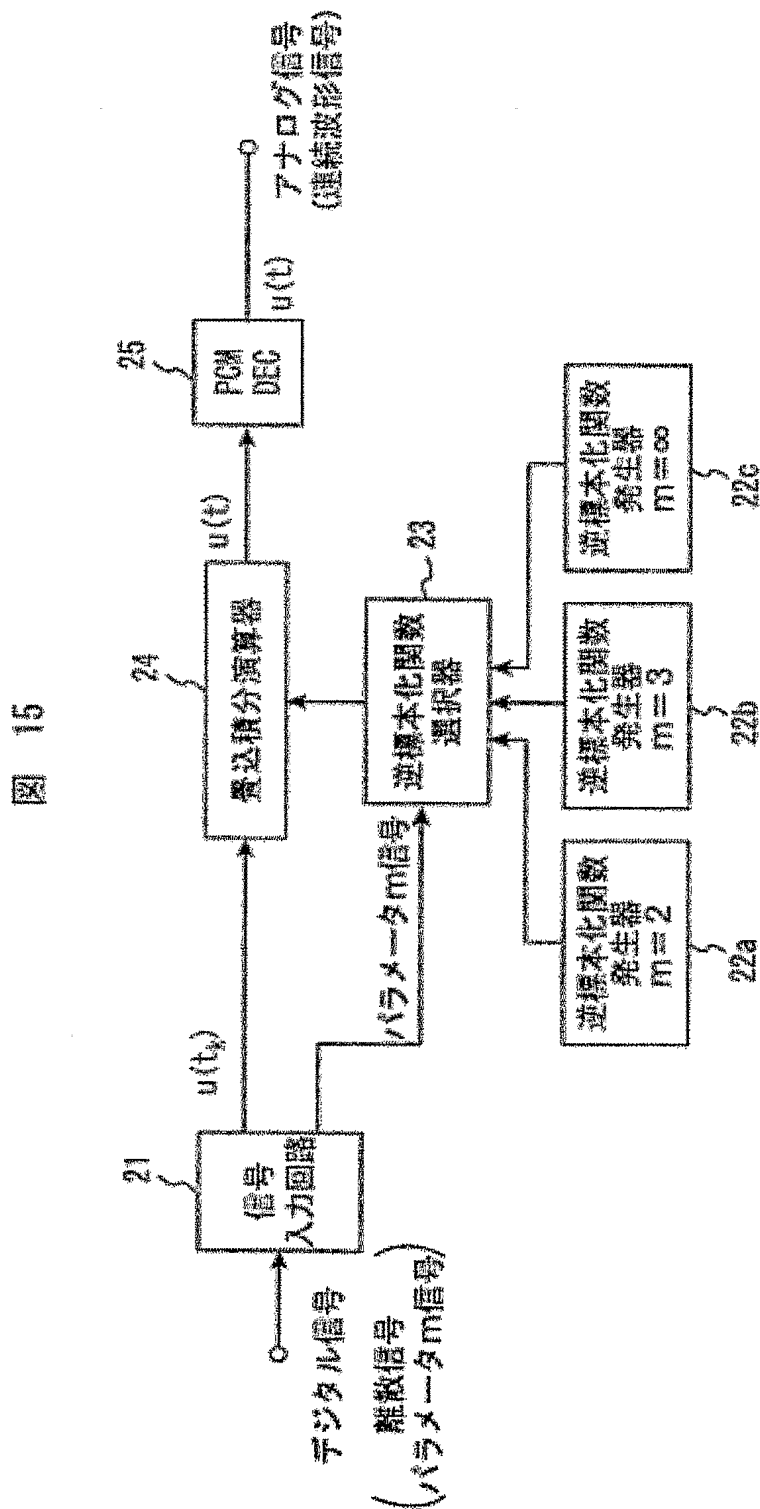 図 15
21
信号
入力回路
デジタル信号
離散信号
パラメータm信号
u(tₖ)
パラメータm信号
24
畳込積分演算器
23
逆標本化関数
選択器
u(t)
25
PCM
DEC
u(t)
アナログ信号
(連続波形信号)
逆標本化関数
発生器
m=2
22a
逆標本化関数
発生器
m=3
22b
逆標本化関数
発生器
m=∞
22c